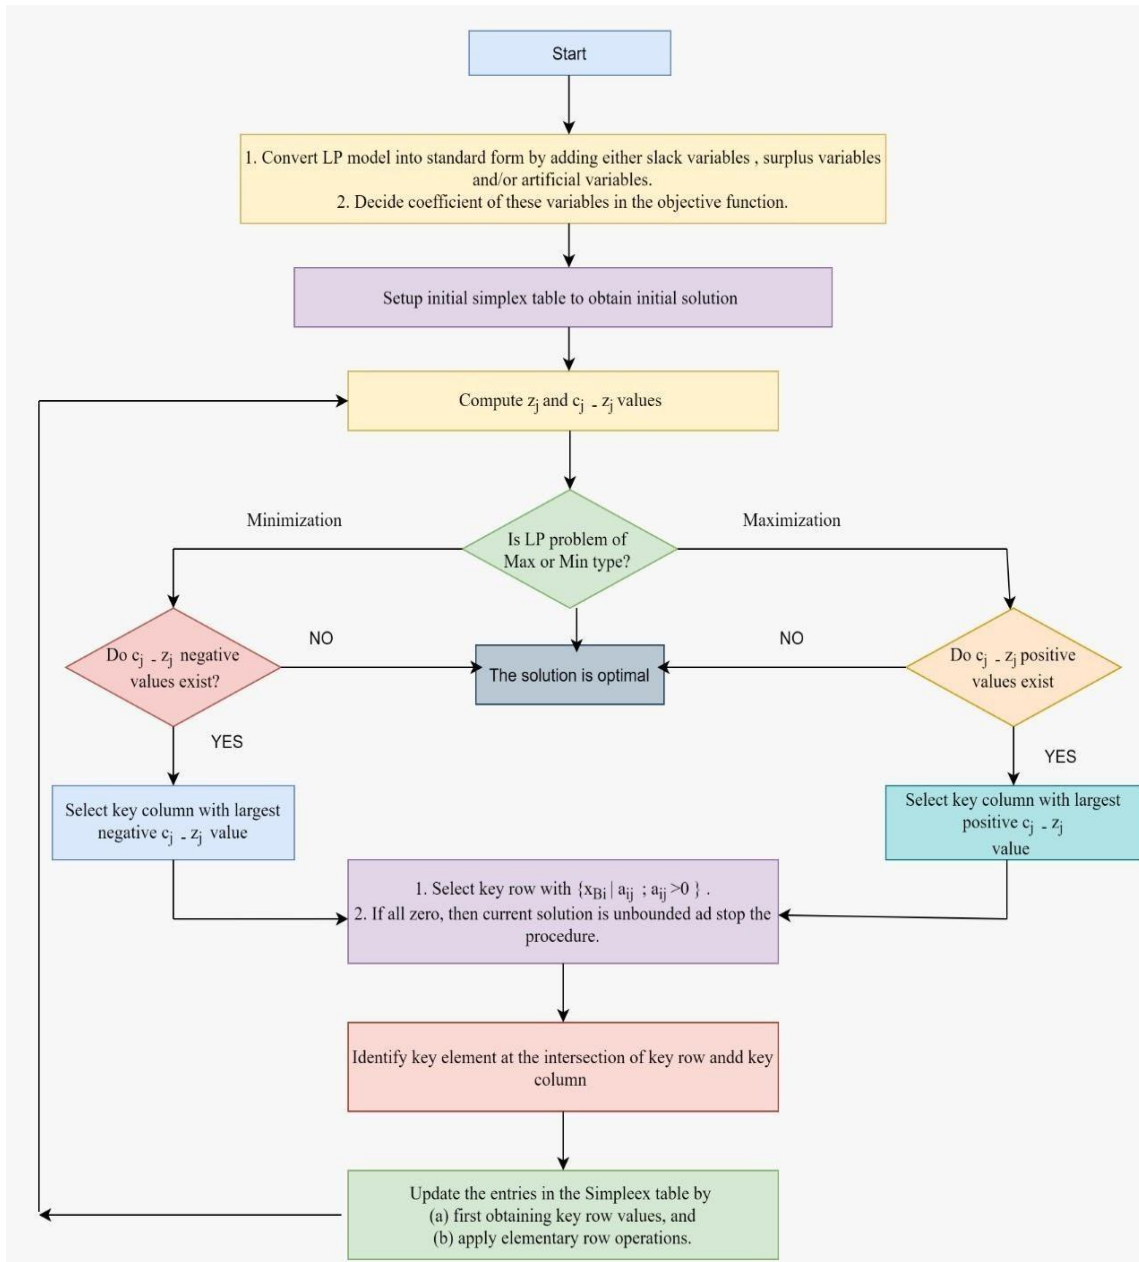 Start
1. Convert LP model into standard form by adding either slack variables , surplus variables
and/or artificial variables.
2. Decide coefficient of these variables in the objective function.
Setup initial simplex table to obtain initial solution
Compute zj and cj - zj values
Minimization
Maximization
Is LP problem of
Max or Min type?
Do cj - zj negative
values exist?
NO
The solution is optimal
NO
Do cj - zj positive
values exist
YES
YES
Select key column with largest
negative cj - zj value
Select key column with largest
positive cj - zj
value
1. Select key row with {xBi | aij ; aij >0 } .
2. If all zero, then current solution is unbounded ad stop the
procedure.
Identify key element at the intersection of key row andd key
column
Update the entries in the Simpleex table by
(a) first obtaining key row values, and
(b) apply elementary row operations.